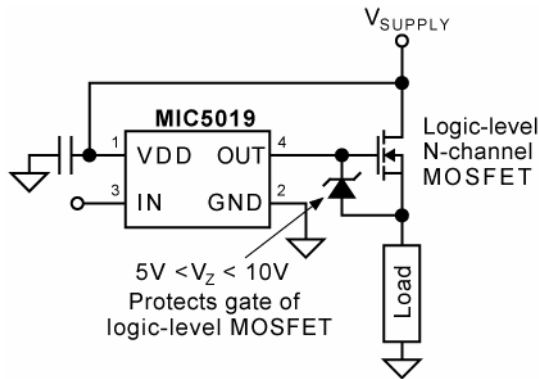 VSUPPLY
MIC5019
1 VDD OUT 4
3 IN GND 2
Logic-level
N-channel
MOSFET
5V < VZ < 10V
Protects gate of
logic-level MOSFET
Load